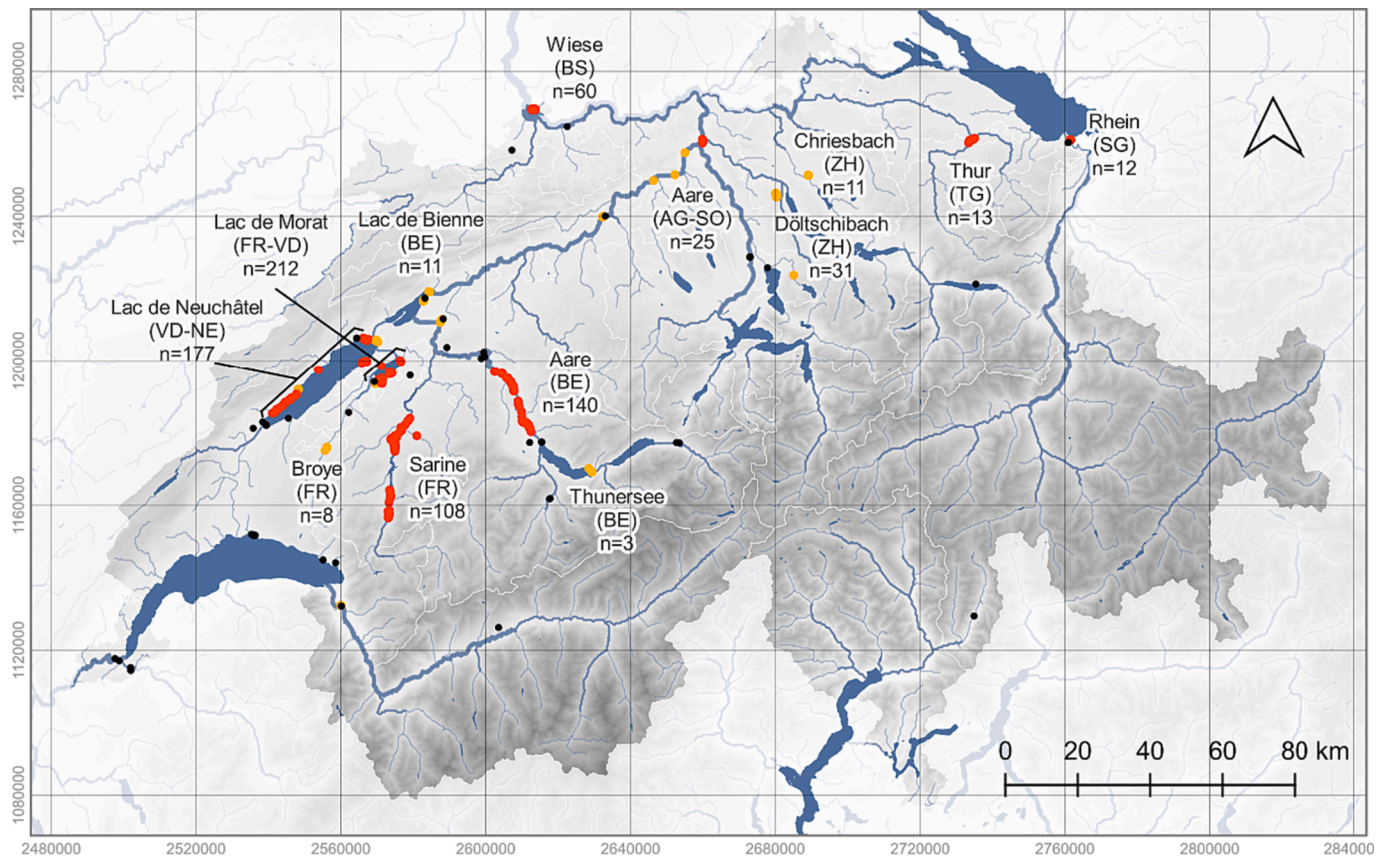 Wiese
(BS)
n=60
Rhein
(SG)
n=12
Chriesbach
(ZH)
n=11
Thur
(TG)
n=13
Aare
(AG-SO)
n=25
Döltschibach
(ZH)
n=31
Lac de Morat
(FR-VD)
n=212
Lac de Bienne
(BE)
n=11
Lac de Neuchâtel
(VD-NE)
n=177
Aare
(BE)
n=140
Broye
(FR)
n=8
Sarine
(FR)
n=108
Thunersee
(BE)
n=3
0 20 40 60 80 km
1280000
1240000
1200000
1160000
1120000
1080000
2480000 2520000 2560000 2600000 2640000 2680000 2720000 2760000 2800000 2840000